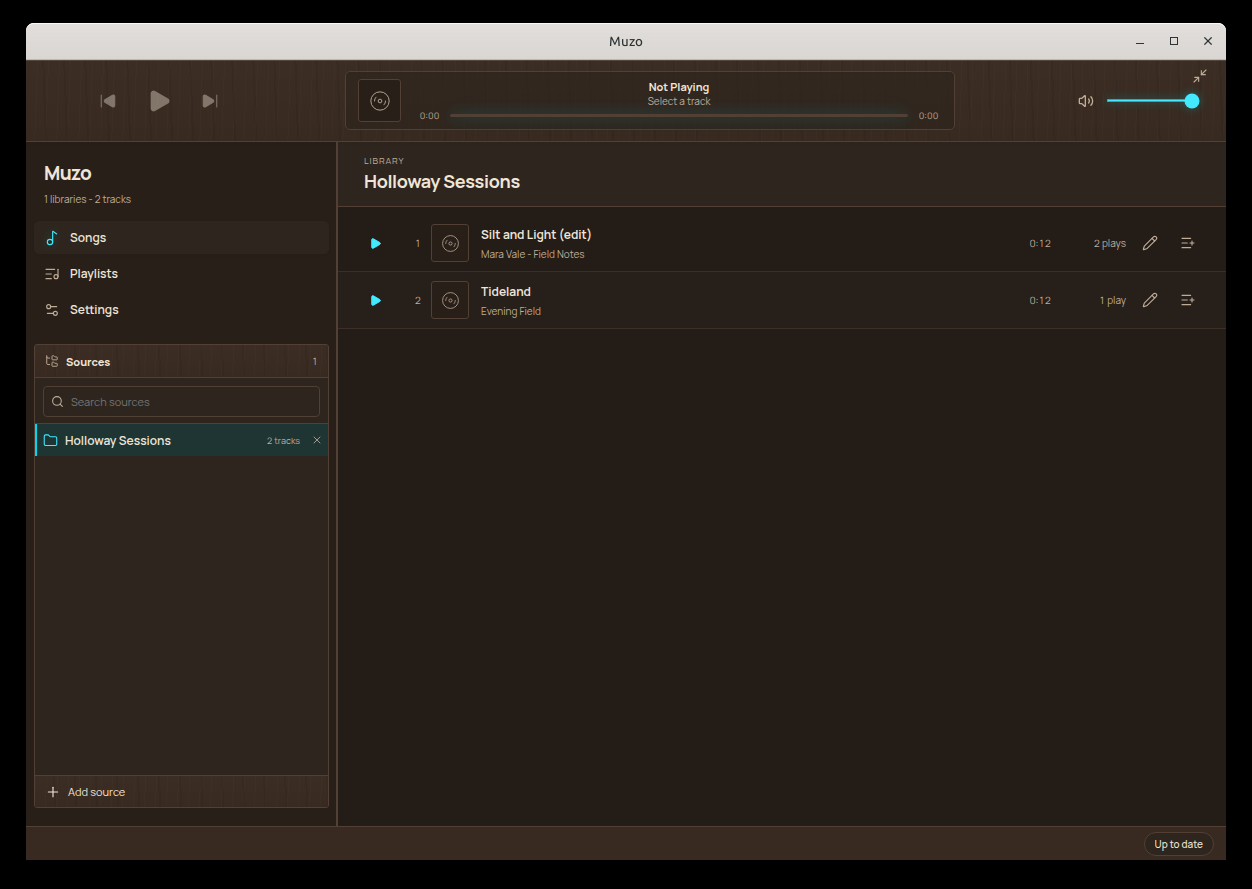 Muzo
Not Playing
Select a track
0:00
0:00
Muzo
1 libraries - 2 tracks
Songs
Playlists
Settings
Sources
1
Search sources
Holloway Sessions
2 tracks
Add source
LIBRARY
Holloway Sessions
1
Silt and Light (edit)
Mara Vale - Field Notes
0:12
2 plays
2
Tideland
Evening Field
0:12
1 play
Up to date